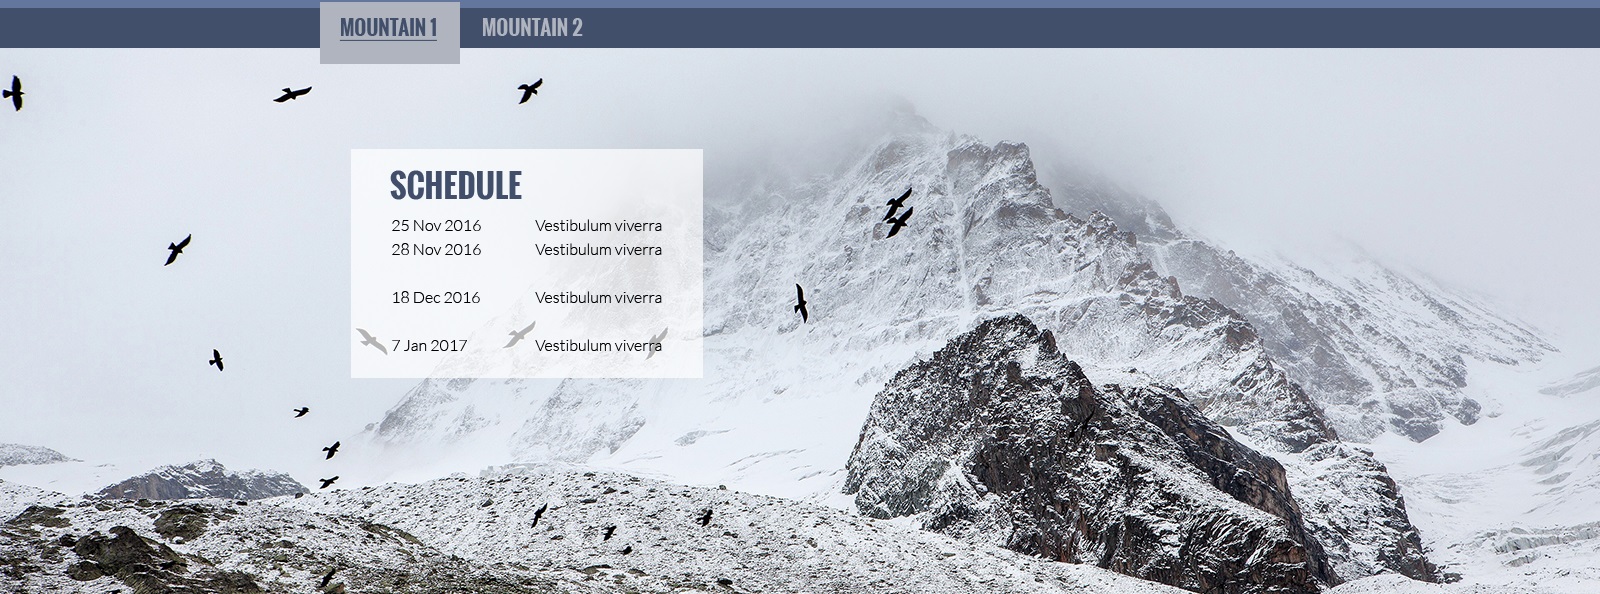 MOUNTAIN 1 MOUNTAIN 2
SCHEDULE
25 Nov 2016 Vestibulum viverra
28 Nov 2016 Vestibulum viverra
18 Dec 2016 Vestibulum viverra
7 Jan 2017 Vestibulum viverra